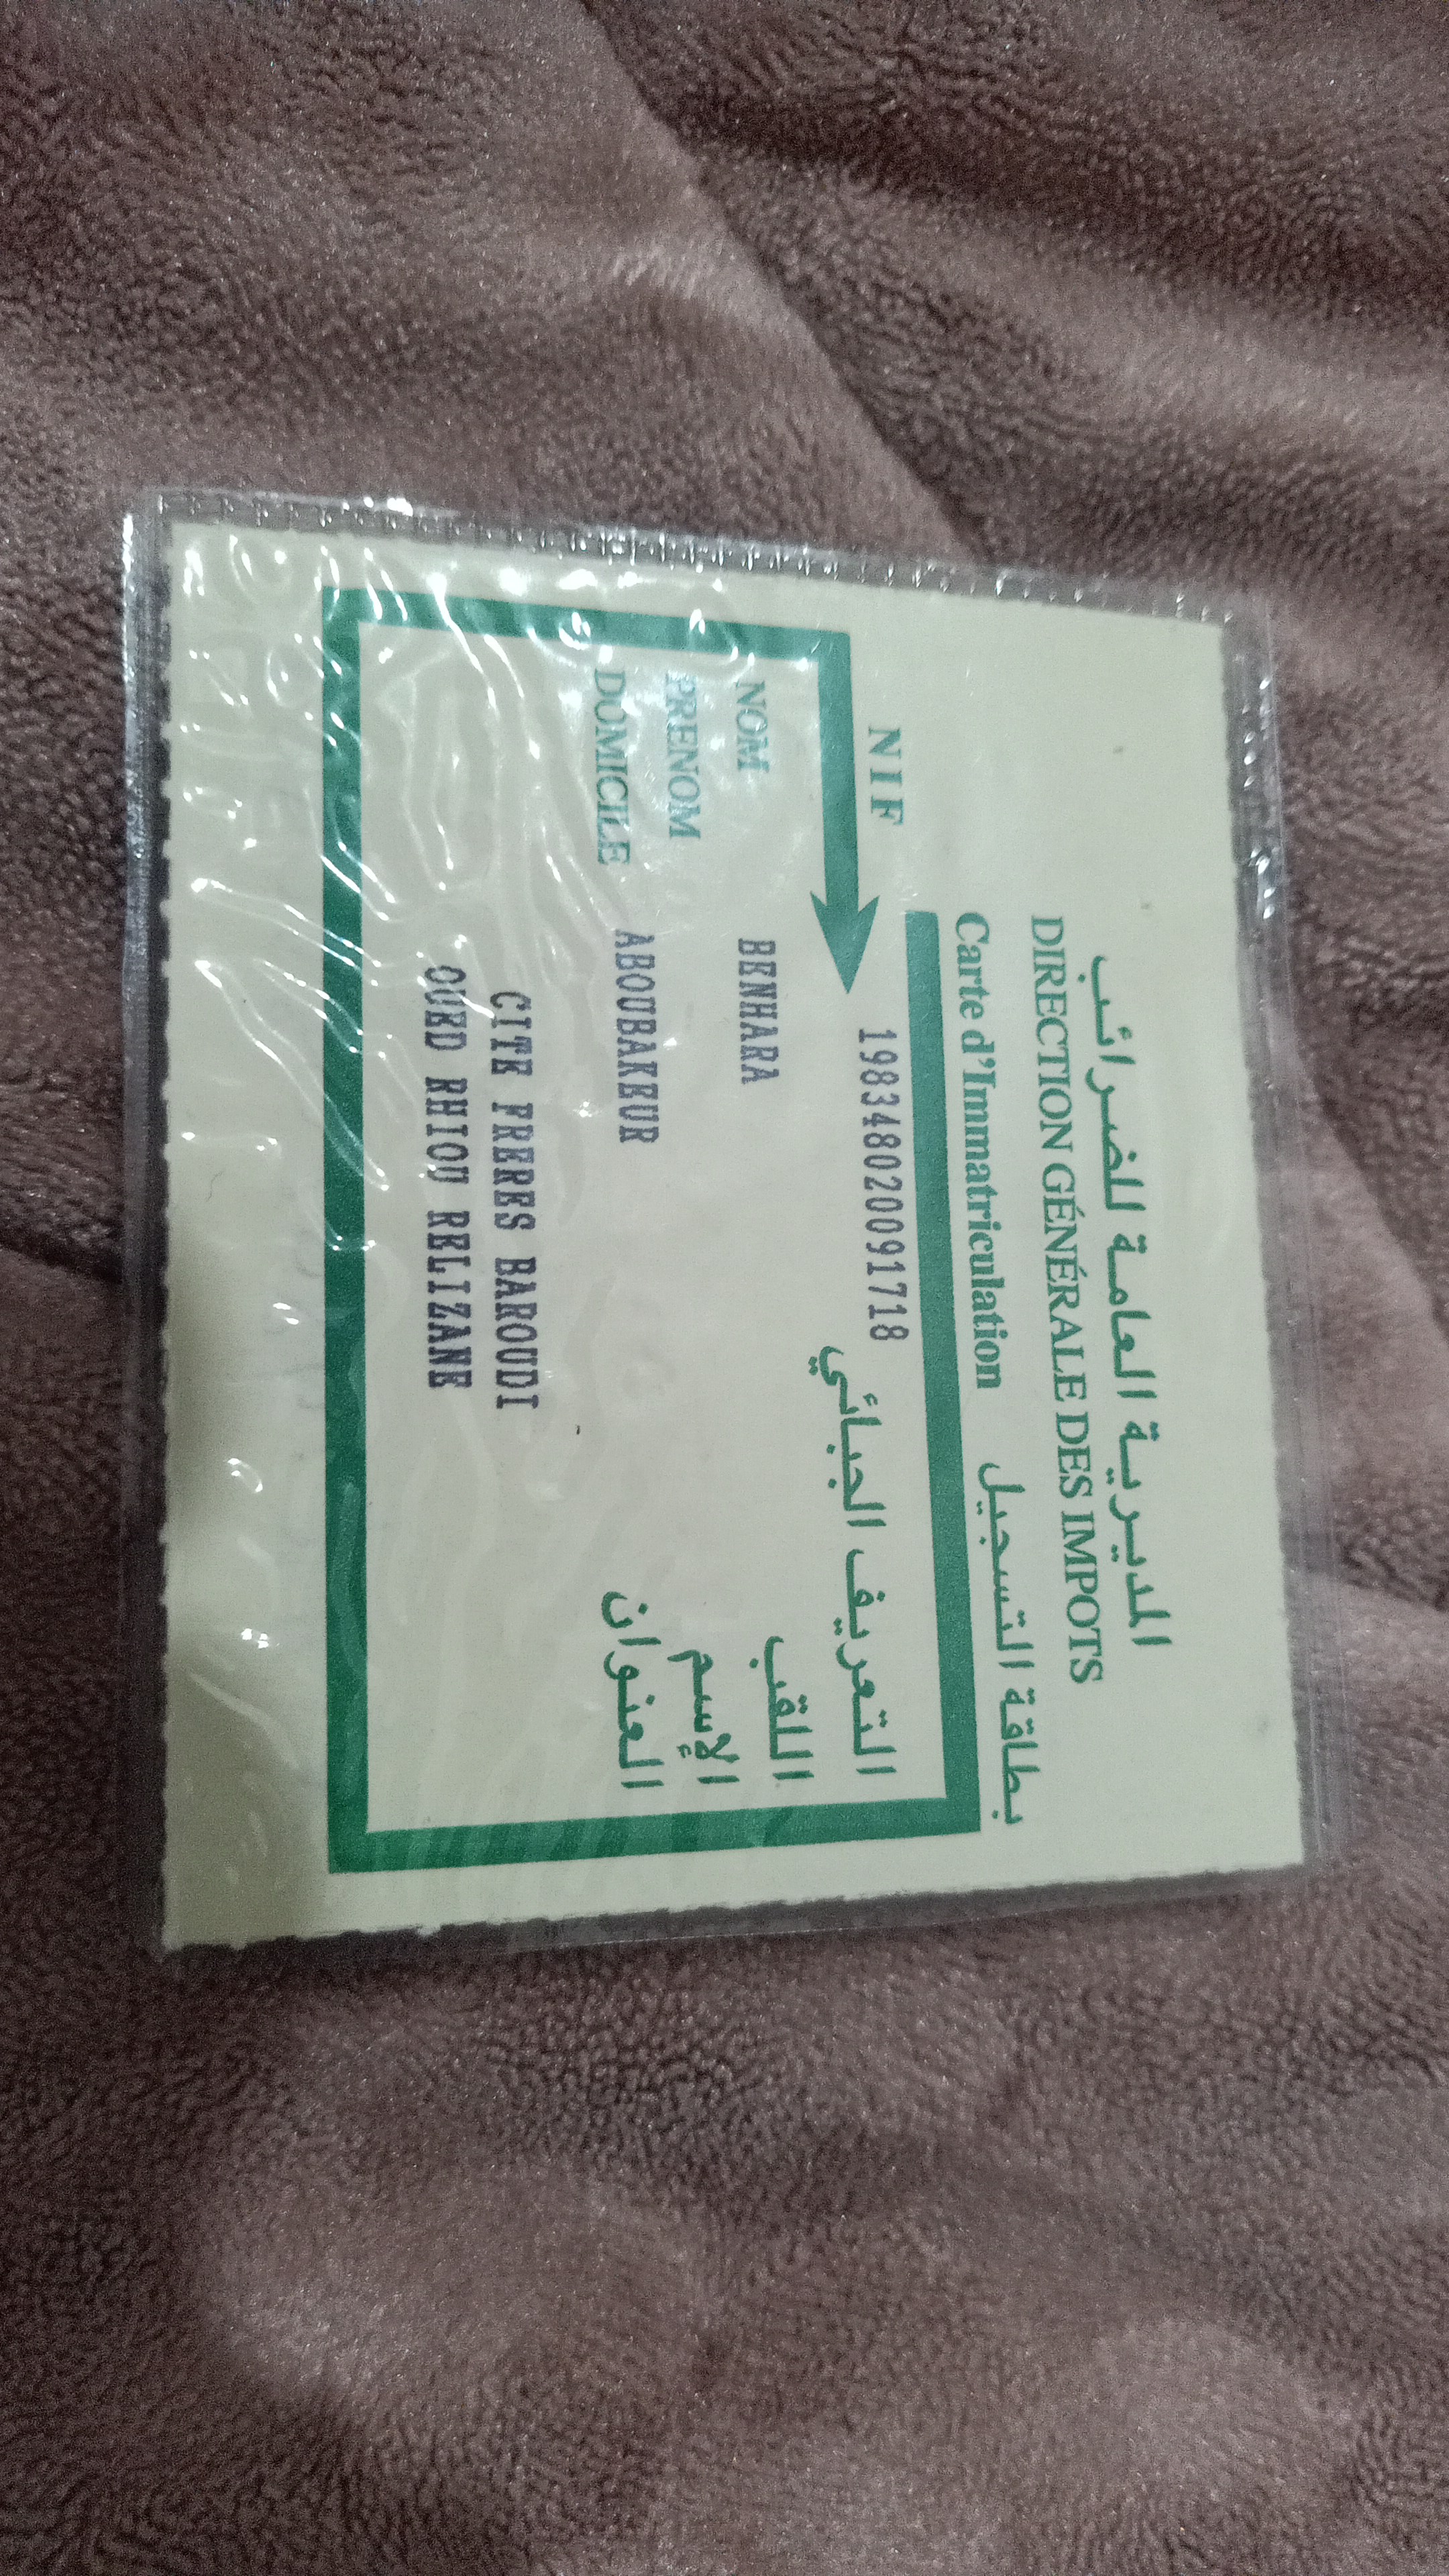 المديرية العامة للضرائب
DIRECTION GÉNÉRALE DES IMPOTS
Carte d'Immatriculation بطاقة التسجيل
NIF 198348020091718 التعريف الجبائي
NOM BENHARA اللقب
PRENOM ABOUBAKEUR الإسم
DOMICILE العنوان
CITE FRERES BAROUDI
OUED RHIOU RELIZANE